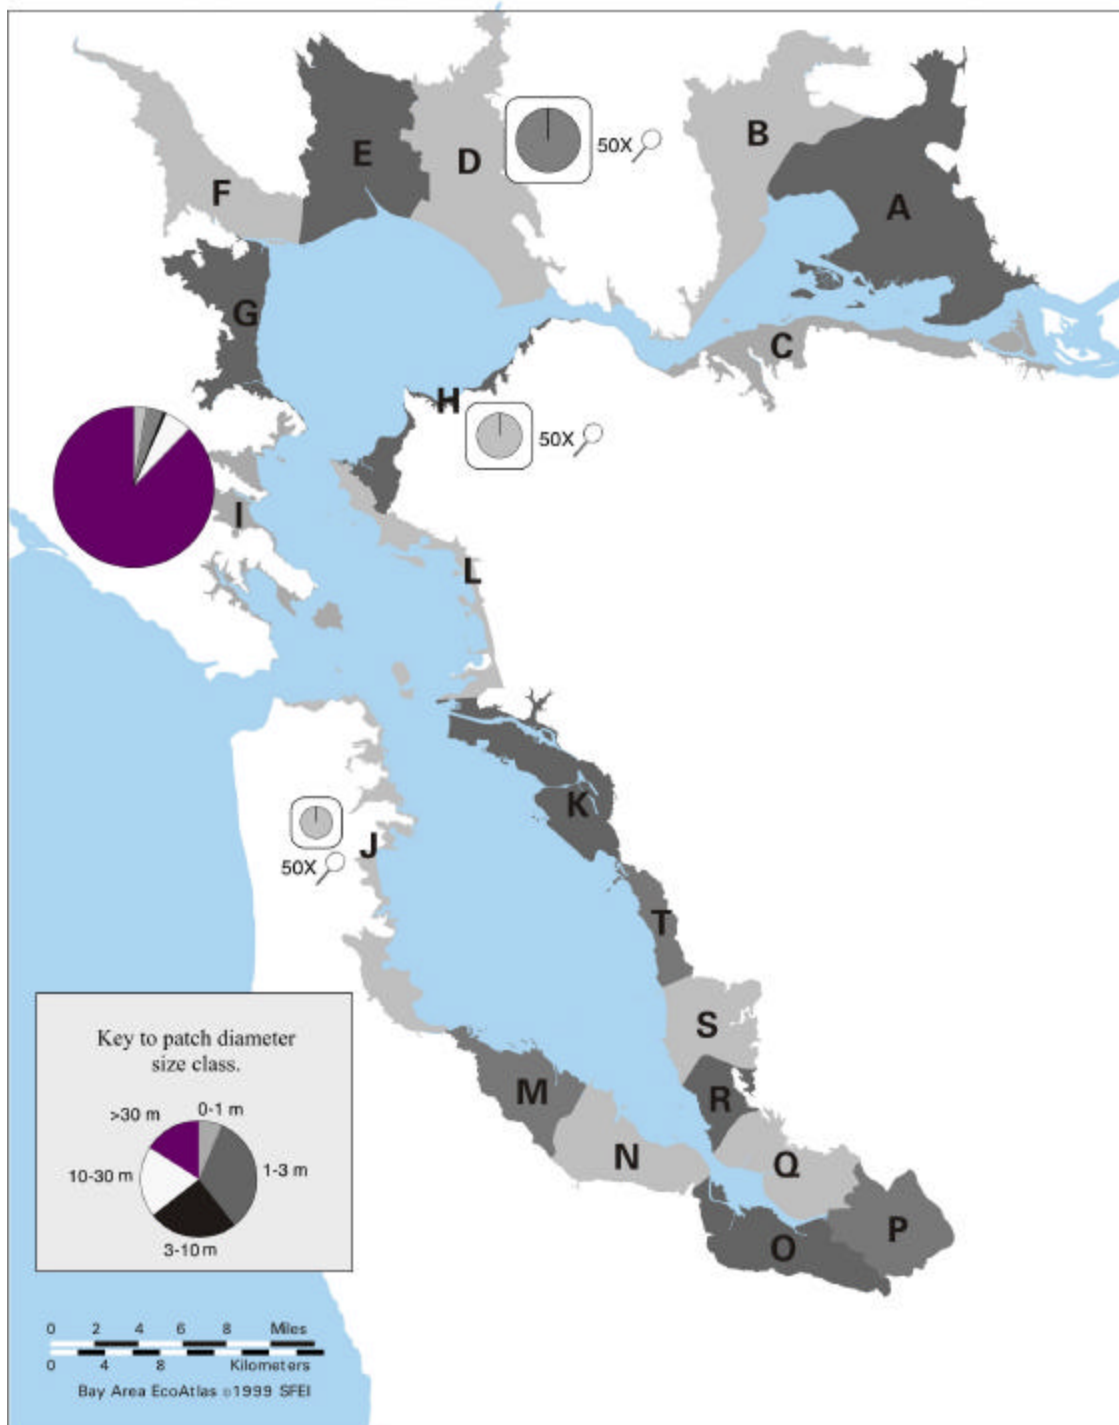 E
D
B
50X
F
A
G
C
H
50X
I
L
K
J
50X
T
S
M
R
N
Q
O
P
Key to patch diameter
size class.
>30 m
0-1 m
10-30 m
1-3 m
3-10 m
0 2 4 6 8 Miles
0 4 8 Kilometers
Bay Area EcoAtlas ©1999 SFEI